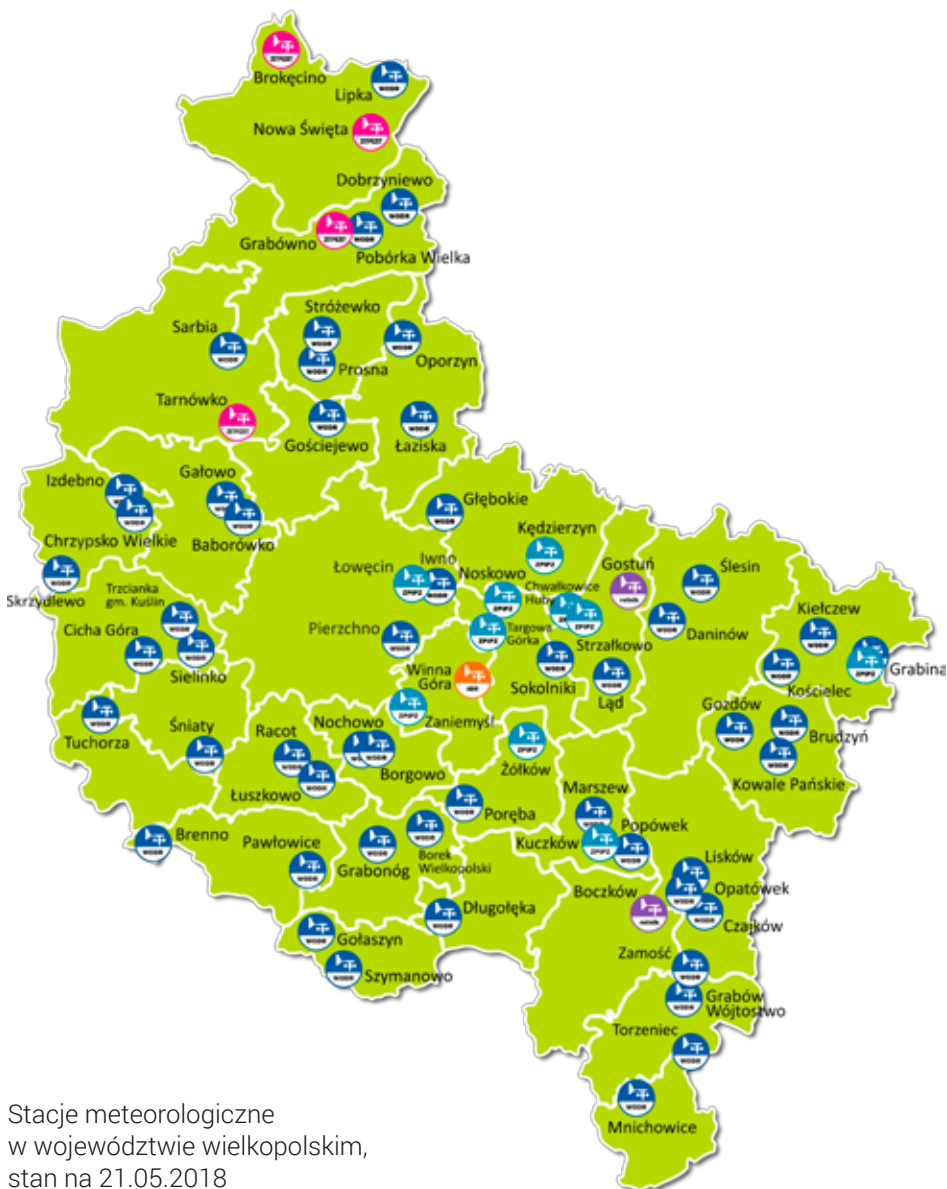 Brokęcino
Lipka
Nowa Święta
Dobrzyniewo
Grabówno
Pobórka Wielka
Stróżewko
Sarbia
Prosna
Oporzyn
Tarnówko
Gościejewo
Łaziska
Izdebno
Gałowo
Głębokie
Chrzypsko Wielkie
Baborówko
Kędzierzyn
Łowęcin
Iwno
Noskowo
Gostuń
Ślesin
Chwałkowice
Huby
Skrzydlewo
Trzcianka
gm. Kuślin
Kiełczew
Cicha Góra
Pierzchno
Targowa
Górka
Strzałkowo
Daninów
Sielinko
Winna
Góra
Sokolniki
Ląd
Grabina
Kościelec
Tuchorza
Śniaty
Racot
Nochowo
Zaniemyśl
Gozdów
Brudzyń
Łuszkowo
Borgowo
Żółków
Kowale Pańskie
Marszew
Poręba
Brenno
Pawłowice
Grabonóg
Borek
Wielkopolski
Kuczków
Popówek
Lisków
Opatówek
Boczków
Długołęka
Czajków
Gołaszyn
Szymanowo
Zamość
Grabów
Wójtostwo
Torzeniec
Mnichowice
WODR
ZPIPZ
rolnik
Stacje meteorologiczne
w województwie wielkopolskim,
stan na 21.05.2018